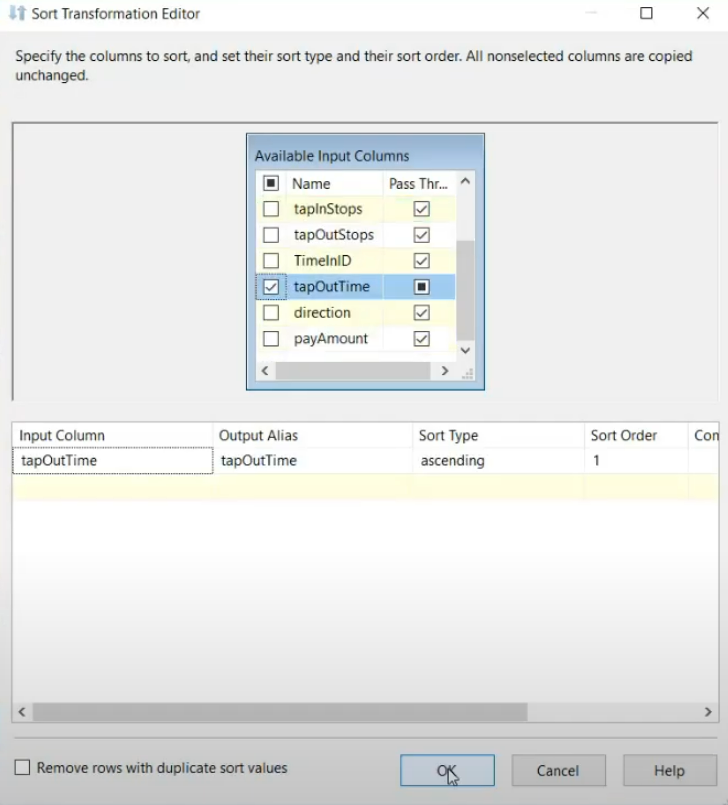 Sort Transformation Editor
Specify the columns to sort, and set their sort type and their sort order. All nonselected columns are copied
unchanged.
Available Input Columns
Name Pass Thr...
tapInStops
tapOutStops
TimeInID
tapOutTime
direction
payAmount
Input Column Output Alias Sort Type Sort Order Con
tapOutTime tapOutTime ascending 1
Remove rows with duplicate sort values OK Cancel Help